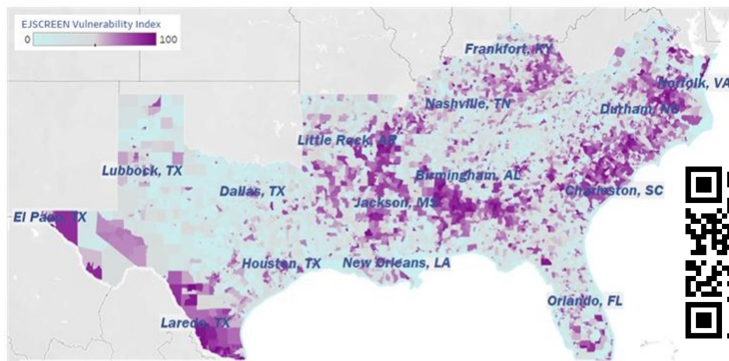 EJSCREEN Vulnerability Index
0 100
Frankfort, KY
Norfolk, VA
Nashville, TN
Durham, NC
Little Rock, AR
Lubbock, TX
Birmingham, AL
Dallas, TX
Charleston, SC
Jackson, MS
El Paso, TX
Houston, TX
New Orleans, LA
Orlando, FL
Laredo, TX